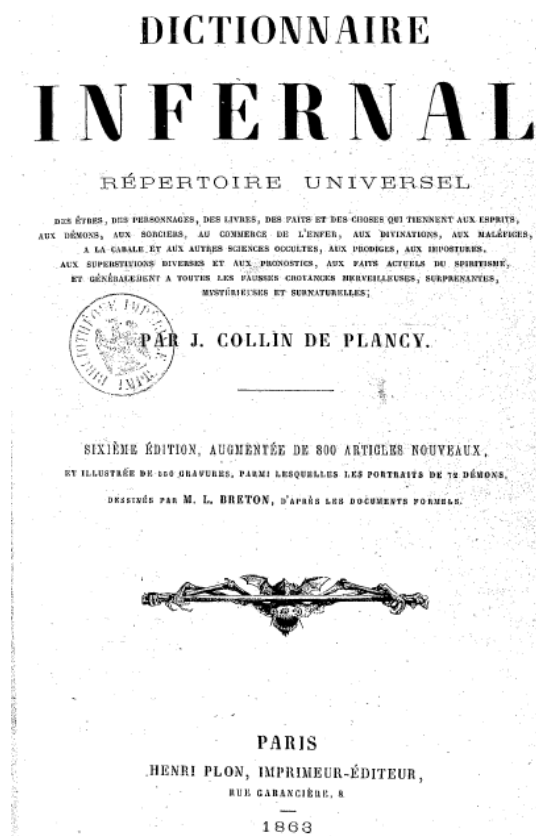 DICTIONNAIRE
INFERNAL
RÉPERTOIRE UNIVERSEL
DES ÊTRES, DES PERSONNAGES, DES LIVRES, DES FAITS ET DES CHOSES QUI TIENNENT AUX ESPRITS,
AUX DÉMONS, AUX SORCIERS, AU COMMERCE DE L'ENFER, AUX DIVINATIONS, AUX MALÉFICES,
A LA CABALE ET AUX AUTRES SCIENCES OCCULTES, AUX PRODIGES, AUX IMPOSTURES,
AUX SUPERSTITIONS DIVERSES ET AUX PRONOSTICS, AUX FAITS ACTUELS DU SPIRITISME,
ET GÉNÉRALEMENT A TOUTES LES FAUSSES CROYANCES MERVEILLEUSES, SURPRENANTES,
MYSTÉRIEUSES ET SURNATURELLES;
PAR J. COLLIN DE PLANCY.
SIXIÈME ÉDITION, AUGMENTÉE DE 800 ARTICLES NOUVEAUX,
ET ILLUSTRÉE DE 550 GRAVURES, PARMI LESQUELLES LES PORTRAITS DE 72 DÉMONS,
DESSINÉS PAR M. L. BRETON, D'APRÈS LES DOCUMENTS FORMELS.
PARIS
HENRI PLON, IMPRIMEUR-ÉDITEUR,
RUE GARANCIÈRE, 8
1863